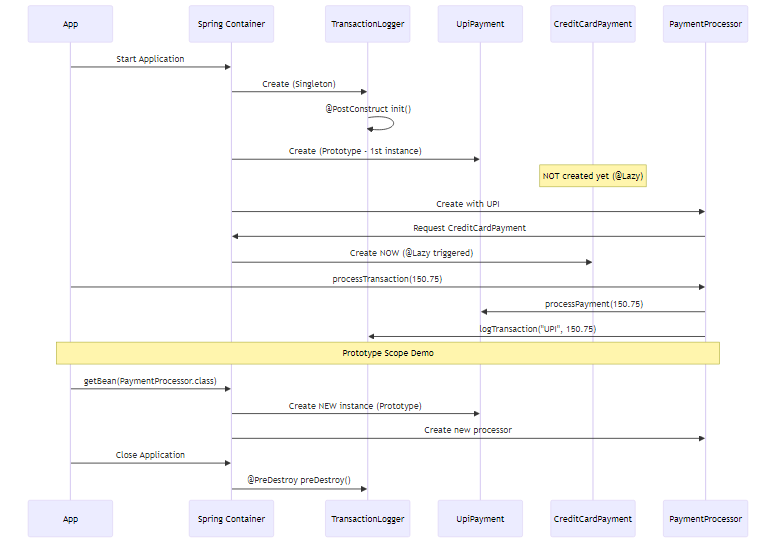 App
Spring Container
TransactionLogger
UpiPayment
CreditCardPayment
PaymentProcessor
Start Application
Create (Singleton)
@PostConstruct init()
Create (Prototype - 1st instance)
NOT created yet (@Lazy)
Create with UPI
Request CreditCardPayment
Create NOW (@Lazy triggered)
processTransaction(150.75)
processPayment(150.75)
logTransaction("UPI", 150.75)
Prototype Scope Demo
getBean(PaymentProcessor.class)
Create NEW instance (Prototype)
Create new processor
Close Application
@PreDestroy preDestroy()
App
Spring Container
TransactionLogger
UpiPayment
CreditCardPayment
PaymentProcessor